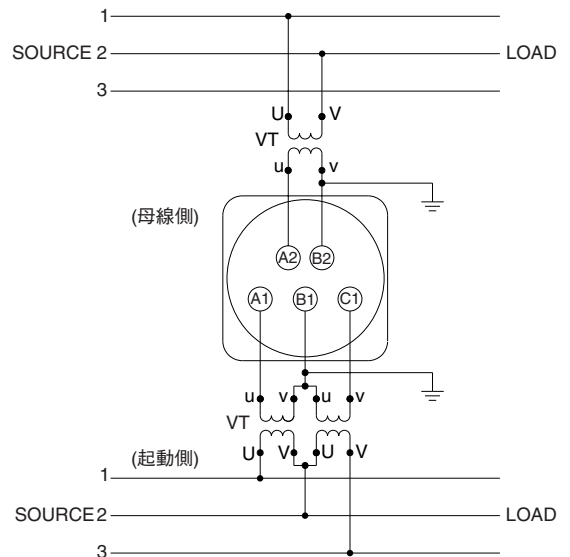 1
SOURCE 2 LOAD
3
U V
VT
u v
(母線側)
A2 B2
A1 B1 C1
u v u v
VT
(起動側) U V U V
1
SOURCE 2 LOAD
3